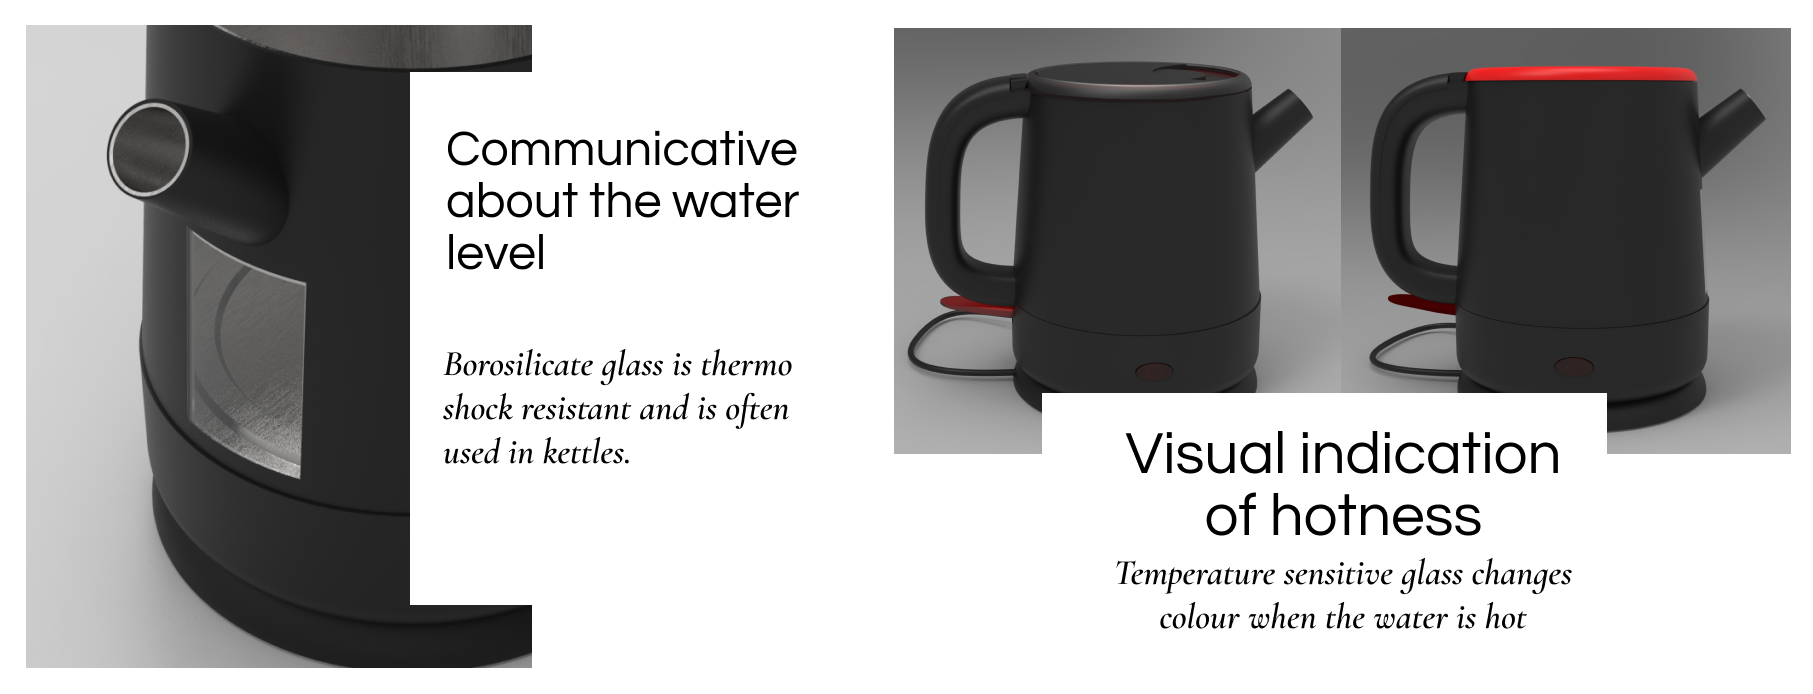 Communicative
about the water
level
Borosilicate glass is thermo
shock resistant and is often
used in kettles.
Visual indication
of hotness
Temperature sensitive glass changes
colour when the water is hot